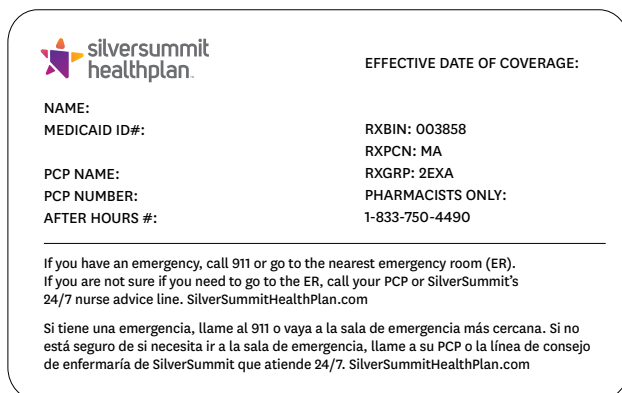 silversummit
healthplan.
EFFECTIVE DATE OF COVERAGE:
NAME:
MEDICAID ID#:
RXBIN: 003858
RXPCN: MA
PCP NAME:
RXGRP: 2EXA
PCP NUMBER:
PHARMACISTS ONLY:
AFTER HOURS #:
1-833-750-4490
If you have an emergency, call 911 or go to the nearest emergency room (ER).
If you are not sure if you need to go to the ER, call your PCP or SilverSummit's
24/7 nurse advice line. SilverSummitHealthPlan.com
Si tiene una emergencia, llame al 911 o vaya a la sala de emergencia más cercana. Si no
está seguro de si necesita ir a la sala de emergencia, llame a su PCP o la línea de consejo
de enfermaría de SilverSummit que atiende 24/7. SilverSummitHealthPlan.com